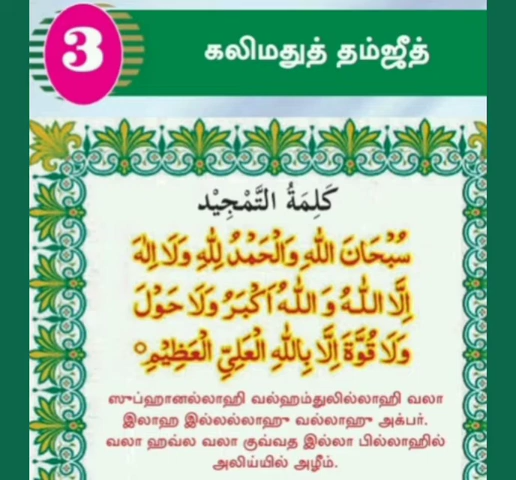 3
கலிமதுத் தம்ஜீத்
كَلِمَةُ التَّمْجِيْد
سُبْحَانَ اللّٰهِ وَالْحَمْدُ لِلّٰهِ وَلَا اِلٰهَ
اِلَّا اللّٰهُ وَ اللّٰهُ اَكْبَرُ وَلَا حَوْلَ
وَلَا قُوَّةَ اِلَّا بِاللّٰهِ الْعَلِيِّ الْعَظِيْمِ
ஸுப்ஹானல்லாஹி வல்ஹம்துலில்லாஹி வலா
இலாஹ இல்லல்லாஹு வல்லாஹு அக்பர்.
வலா ஹவ்ல வலா குவ்வத இல்லா பில்லாஹில்
அலிய்யில் அழீம்.